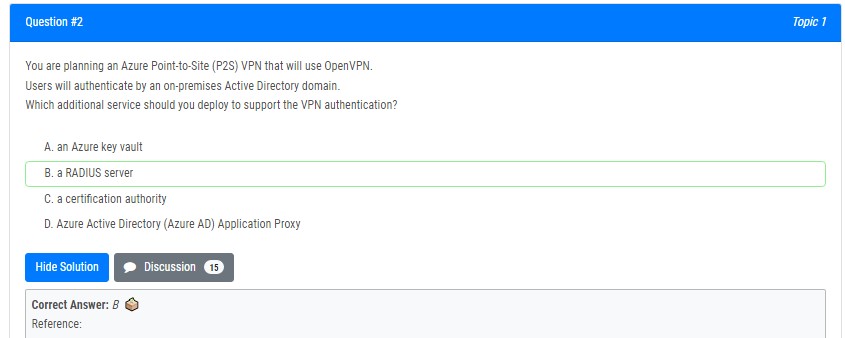 Question #2
Topic 1
You are planning an Azure Point-to-Site (P2S) VPN that will use OpenVPN.
Users will authenticate by an on-premises Active Directory domain.
Which additional service should you deploy to support the VPN authentication?
A. an Azure key vault
B. a RADIUS server
C. a certification authority
D. Azure Active Directory (Azure AD) Application Proxy
Hide Solution
Discussion 15
Correct Answer: B
Reference: